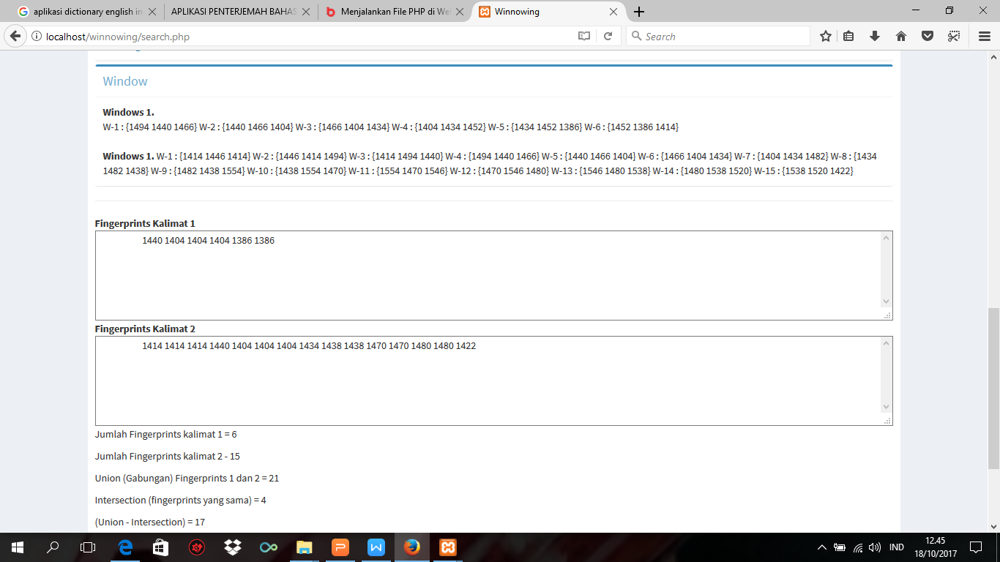 aplikasi dictionary english in
APLIKASI PENTERJEMAH BAHAS
Menjalankan File PHP di We
Winnowing
localhost/winnowing/search.php
Search
Window
Windows 1.
W-1 : {1494 1440 1466} W-2 : {1440 1466 1404} W-3 : {1466 1404 1434} W-4 : {1404 1434 1452} W-5 : {1434 1452 1386} W-6 : {1452 1386 1414}
Windows 1. W-1 : {1414 1446 1414} W-2 : {1446 1414 1494} W-3 : {1414 1494 1440} W-4 : {1494 1440 1466} W-5 : {1440 1466 1404} W-6 : {1466 1404 1434} W-7 : {1404 1434 1482} W-8 : {1434
1482 1438} W-9 : {1482 1438 1554} W-10 : {1438 1554 1470} W-11 : {1554 1470 1546} W-12 : {1470 1546 1480} W-13 : {1546 1480 1538} W-14 : {1480 1538 1520} W-15 : {1538 1520 1422}
Fingerprints Kalimat 1
1440 1404 1404 1404 1386 1386
Fingerprints Kalimat 2
1414 1414 1414 1440 1404 1404 1404 1434 1438 1438 1470 1470 1480 1480 1422
Jumlah Fingerprints kalimat 1 = 6
Jumlah Fingerprints kalimat 2 - 15
Union (Gabungan) Fingerprints 1 dan 2 = 21
Intersection (fingerprints yang sama) = 4
(Union - Intersection) = 17
IND
12.45
18/10/2017